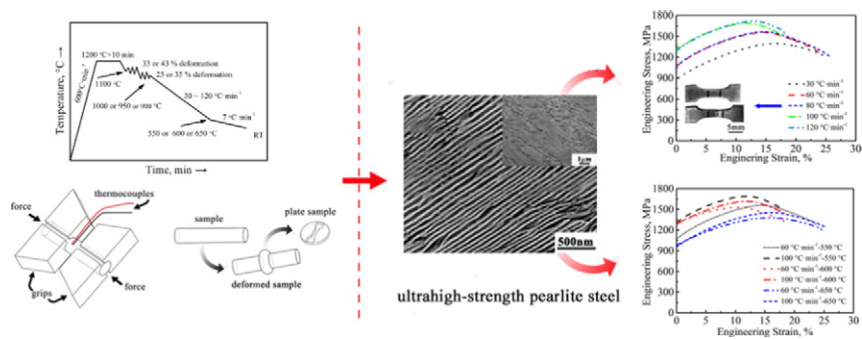 Temperature, °C →
1200 °C×10 min
33 or 43 % deformation
25 or 35 % deformation
600°C·min⁻¹
1100 °C
1000 or 950 or 900 °C
30 ~ 120 °C min⁻¹
7 °C·min⁻¹
550 or 600 or 650 °C
RT
Time, min →
force
thermocouples
grips
force
sample
plate sample
deformed sample
1μm
500nm
ultrahigh-strength pearlite steel
Engineering Stress, MPa
1800
1500
1200
900
600
300
0
30 °C·min⁻¹
60 °C·min⁻¹
80 °C·min⁻¹
100 °C·min⁻¹
120 °C·min⁻¹
5mm
0 5 10 15 20 25 30
Enginering Strain, %
Engineering Stress, MPa
1800
1500
1200
900
600
300
0
60 °C·min⁻¹-550 °C
100 °C·min⁻¹-550 °C
60 °C·min⁻¹-600 °C
100 °C·min⁻¹-600 °C
60 °C·min⁻¹-650 °C
100 °C·min⁻¹-650 °C
0 5 10 15 20 25 30
Engineering Strain, %